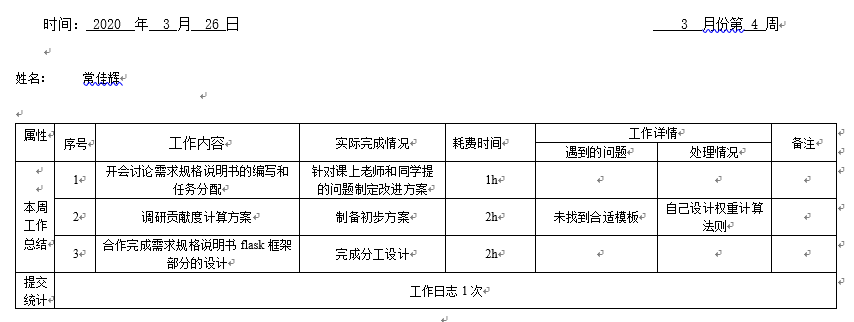 时间: 2020 年 3 月 26 日 3 月份第 4 周
姓名: 常佳辉
属性 序号 工作内容 实际完成情况 耗费时间 工作详情 备注
遇到的问题 处理情况
本周
工作
总结
1 开会讨论需求规格说明书的编写和
任务分配 针对课上老师和同学提
的问题制定改进方案 1h
2 调研贡献度计算方案 制备初步方案 2h 未找到合适模板 自己设计权重计算
法则
3 合作完成需求规格说明书 flask 框架
部分的设计 完成分工设计 2h
提交
统计 工作日志 1 次